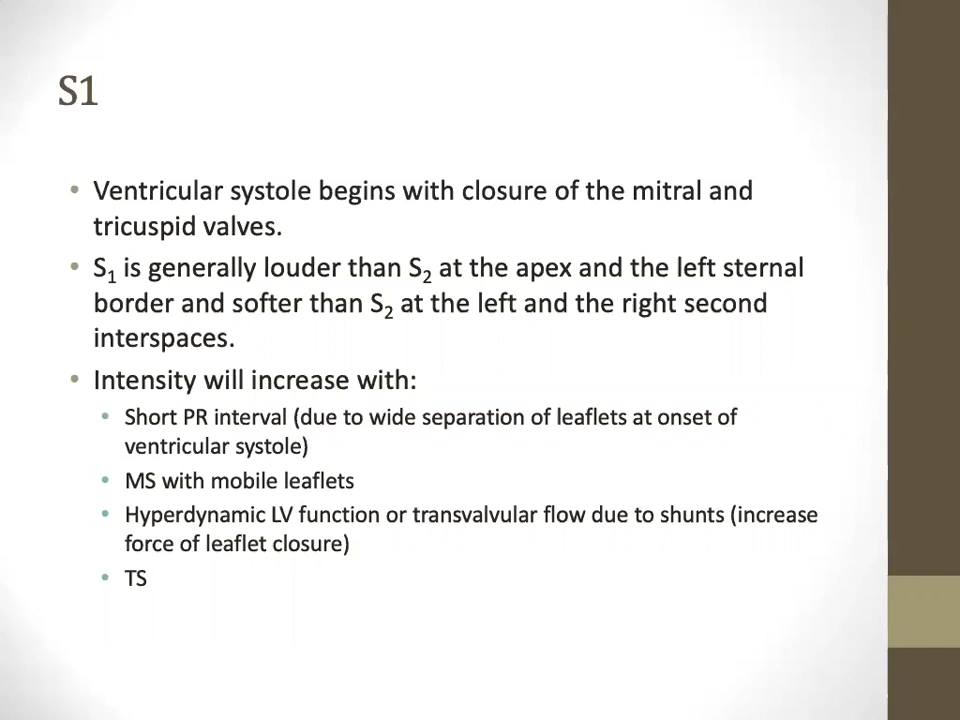 S1
• Ventricular systole begins with closure of the mitral and
tricuspid valves.
• S₁ is generally louder than S₂ at the apex and the left sternal
border and softer than S₂ at the left and the right second
interspaces.
• Intensity will increase with:
• Short PR interval (due to wide separation of leaflets at onset of
ventricular systole)
• MS with mobile leaflets
• Hyperdynamic LV function or transvalvular flow due to shunts (increase
force of leaflet closure)
• TS